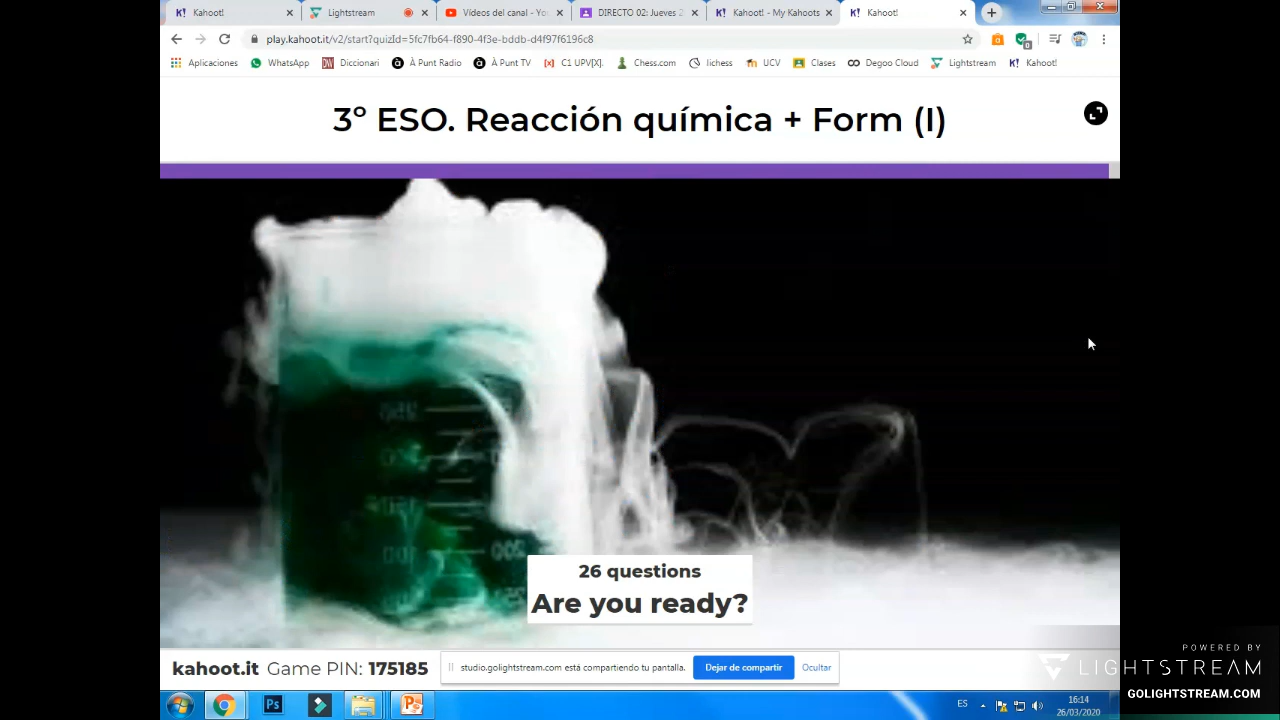 Kahoot!
Lightstream
Vídeos del canal - Yo
DIRECTO 02: Jueves 2
Kahoot! - My Kahoots
Kahoot!
play.kahoot.it/v2/start?quizId=5fc7fb64-f890-4f3e-bddb-d4f97f6196c8
Aplicaciones WhatsApp Diccionari À Punt Radio À Punt TV C1 UPV[X]. Chess.com lichess UCV Clases Degoo Cloud Lightstream Kahoot!
3º ESO. Reacción química + Form (I)
26 questions
Are you ready?
kahoot.it Game PIN: 175185
studio.golightstream.com está compartiendo tu pantalla. Dejar de compartir Ocultar
ES
16:14
26/03/2020
POWERED BY
LIGHTSTREAM
GOLIGHTSTREAM.COM